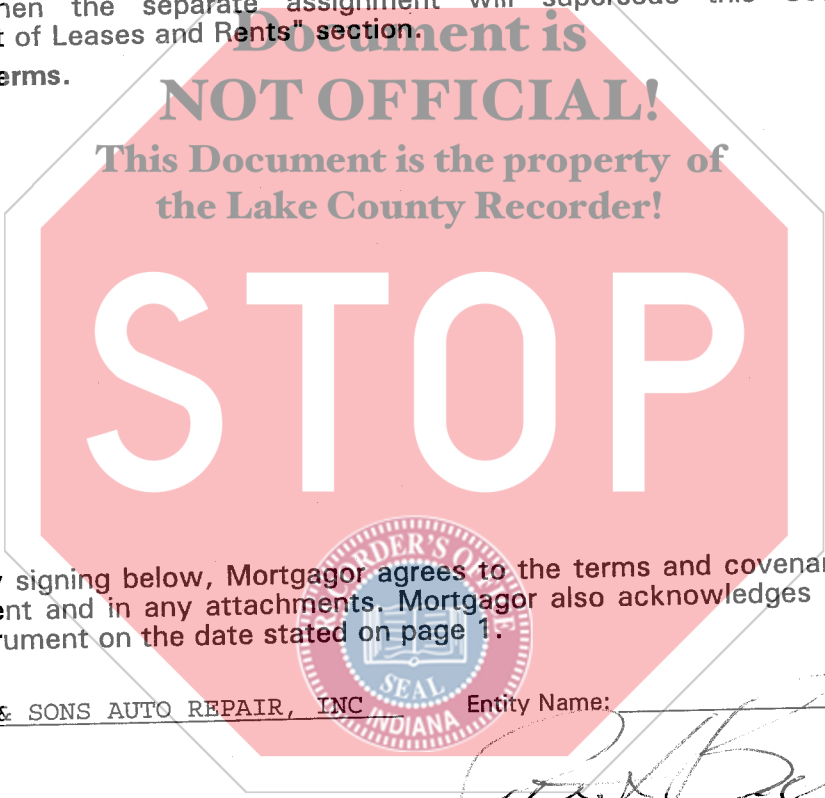 hen the separate assignment will supersede this
t of Leases and Rents" section.
erms.
Document is
NOT OFFICIAL!
This Document is the property of
the Lake County Recorder!
STOP
signing below, Mortgagor agrees to the terms and covenan
ent and in any attachments. Mortgagor also acknowledges
rument on the date stated on page 1.
RECORDER'S OFFICE
SEAL
INDIANA
& SONS AUTO REPAIR, INC Entity Name: